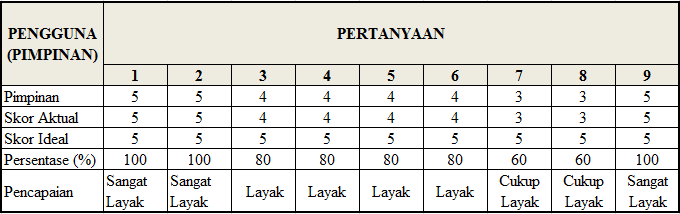 PENGGUNA (PIMPINAN) PERTANYAAN
1 2 3 4 5 6 7 8 9
Pimpinan 5 5 4 4 4 4 3 3 5
Skor Aktual 5 5 4 4 4 4 3 3 5
Skor Ideal 5 5 5 5 5 5 5 5 5
Persentase (%) 100 100 80 80 80 80 60 60 100
Pencapaian Sangat Layak Sangat Layak Layak Layak Layak Layak Cukup Layak Cukup Layak Sangat Layak